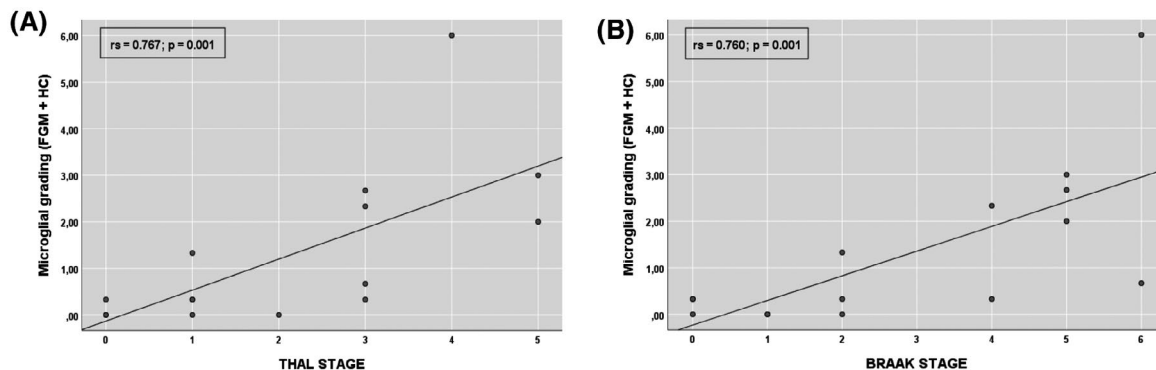 (A)
rs = 0.767; p = 0.001
Microglial grading (FGM + HC)
6,00
5,00
4,00
3,00
2,00
1,00
,00
0 1 2 3 4 5
THAL STAGE
(B)
rs = 0.760; p = 0.001
Microglial grading (FGM + HC)
6,00
5,00
4,00
3,00
2,00
1,00
,00
0 1 2 3 4 5 6
BRAAK STAGE